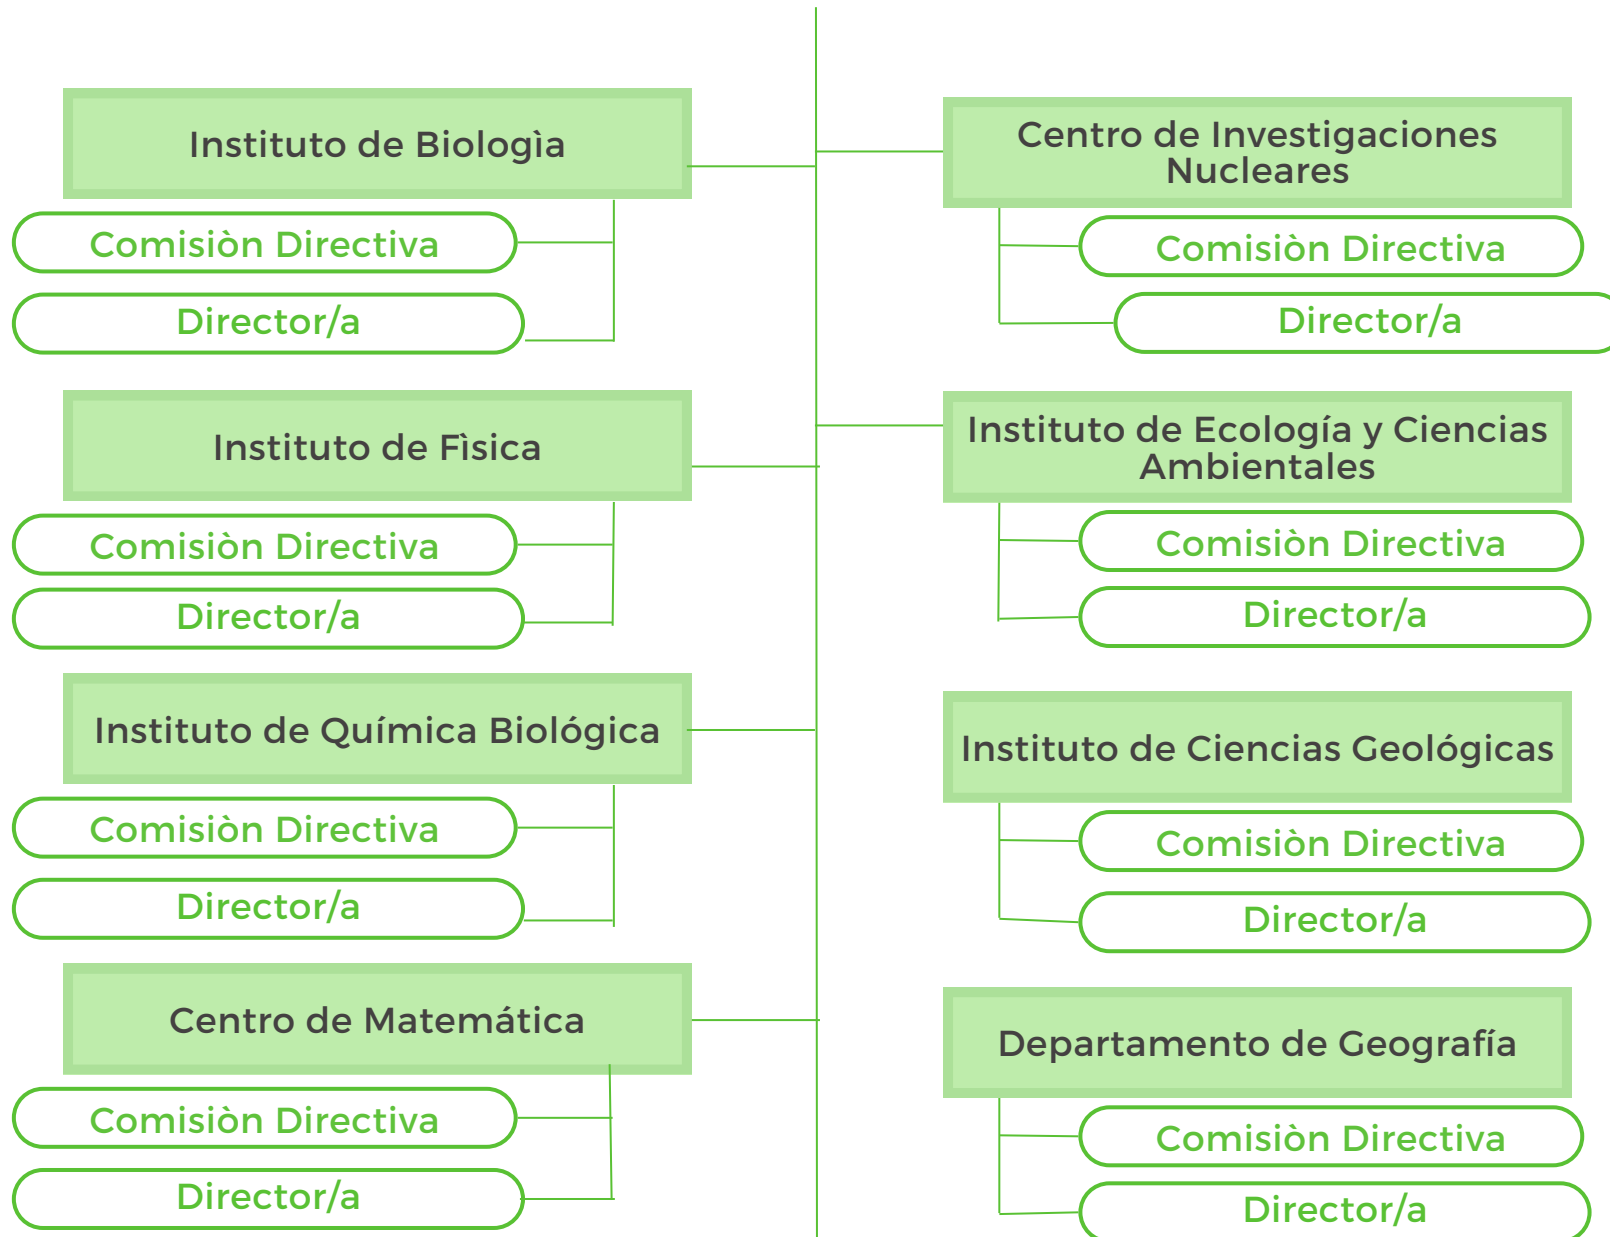 Instituto de Biologìa
Comisiòn Directiva
Director/a
Instituto de Fìsica
Comisiòn Directiva
Director/a
Instituto de Química Biológica
Comisiòn Directiva
Director/a
Centro de Matemática
Comisiòn Directiva
Director/a
Centro de Investigaciones
Nucleares
Comisiòn Directiva
Director/a
Instituto de Ecología y Ciencias
Ambientales
Comisiòn Directiva
Director/a
Instituto de Ciencias Geológicas
Comisiòn Directiva
Director/a
Departamento de Geografía
Comisiòn Directiva
Director/a